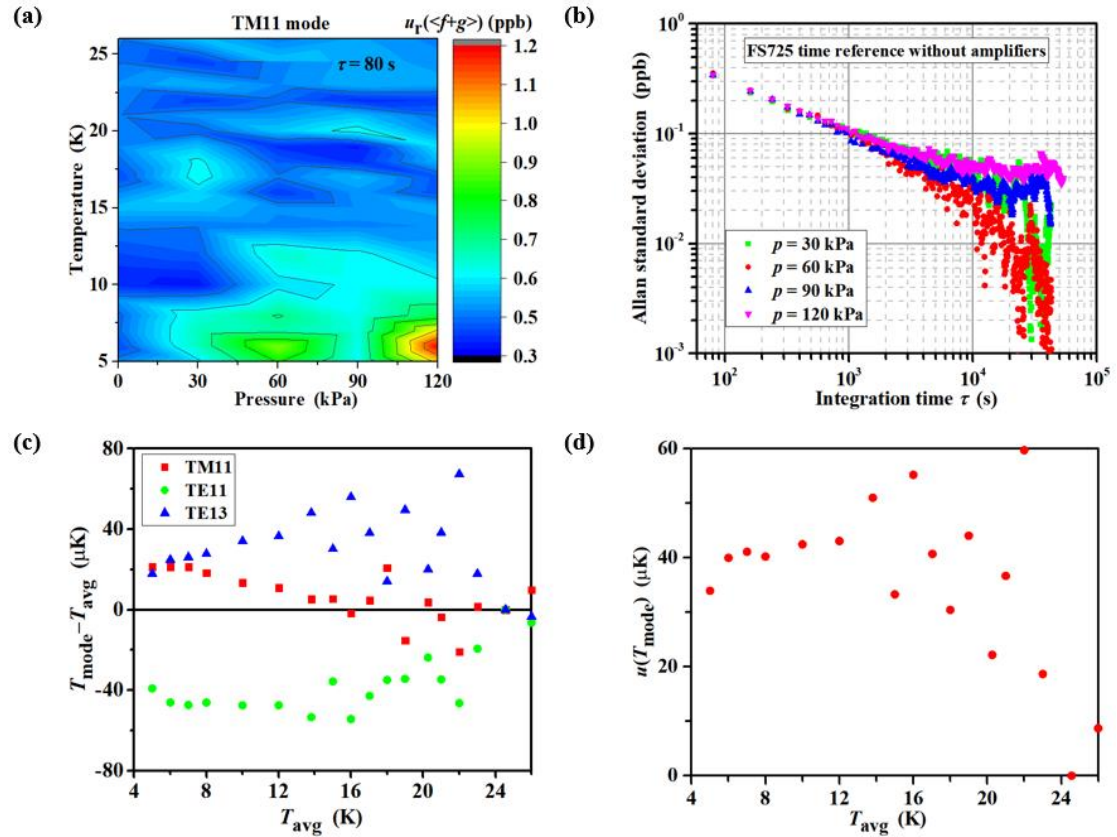 (a)
TM11 mode
u_r(<f+g>) (ppb)
τ = 80 s
Temperature (K)
25
20
15
10
5
0 30 60 90 120
Pressure (kPa)
1.2
1.1
1.0
0.9
0.8
0.7
0.6
0.5
0.4
0.3
(b)
FS725 time reference without amplifiers
Allan standard deviation (ppb)
10^0
10^-1
10^-2
10^-3
p = 30 kPa
p = 60 kPa
p = 90 kPa
p = 120 kPa
10^2 10^3 10^4 10^5
Integration time τ (s)
(c)
TM11
TE11
TE13
T_mode−T_avg (μK)
80
40
0
-40
-80
4 8 12 16 20 24
T_avg (K)
(d)
u(T_mode) (μK)
60
40
20
0
4 8 12 16 20 24
T_avg (K)